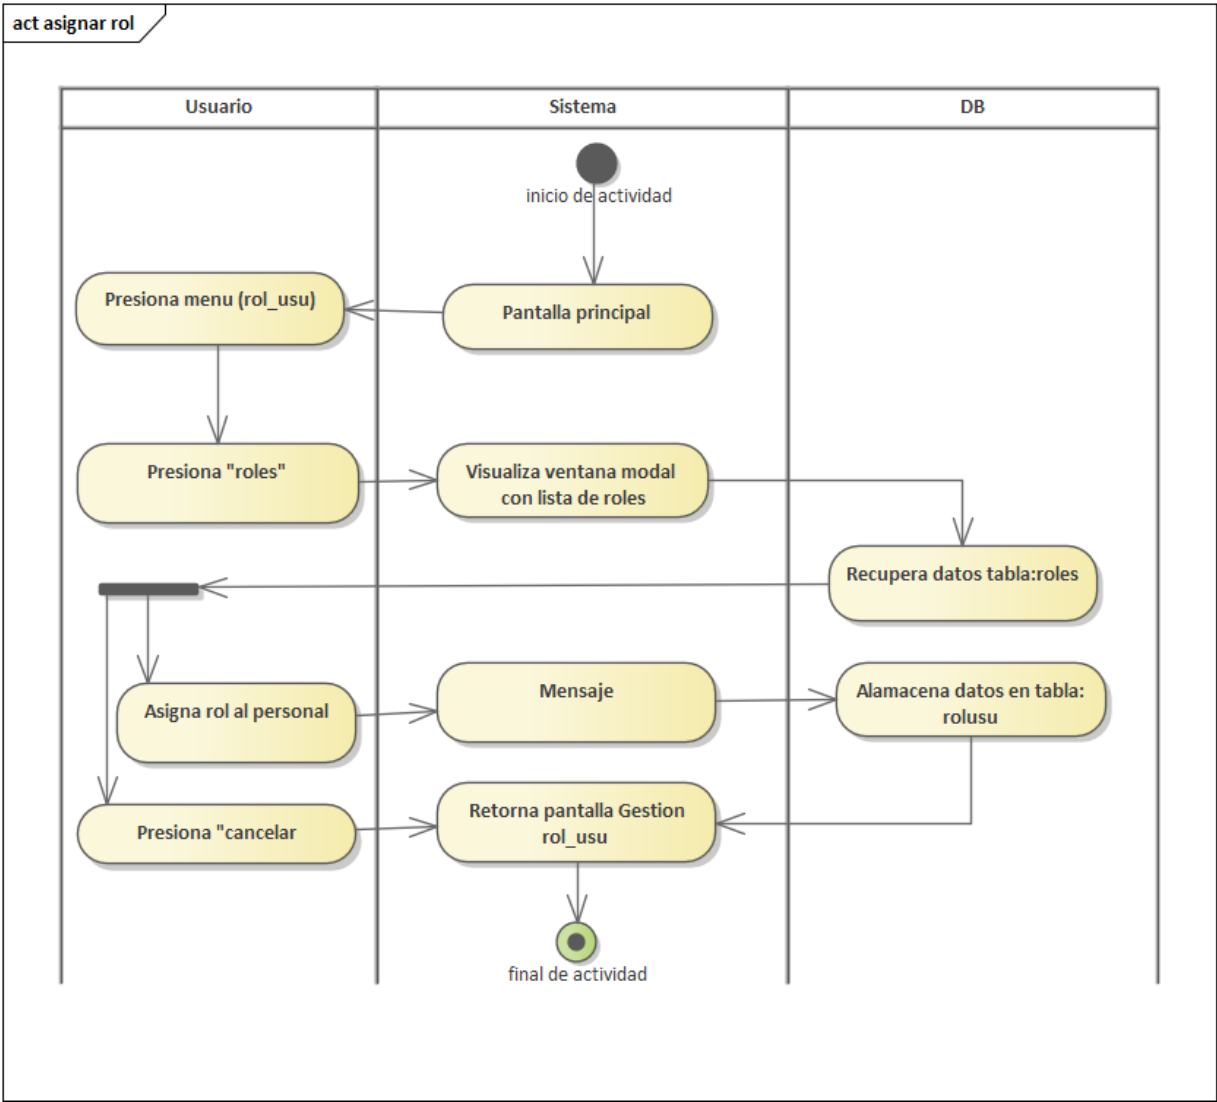 act asignar rol
Usuario
Sistema
DB
inicio de actividad
Presiona menu (rol_usu)
Pantalla principal
Presiona "roles"
Visualiza ventana modal
con lista de roles
Recupera datos tabla:roles
Asigna rol al personal
Mensaje
Alamacena datos en tabla:
rolusu
Presiona "cancelar
Retorna pantalla Gestion
rol_usu
final de actividad